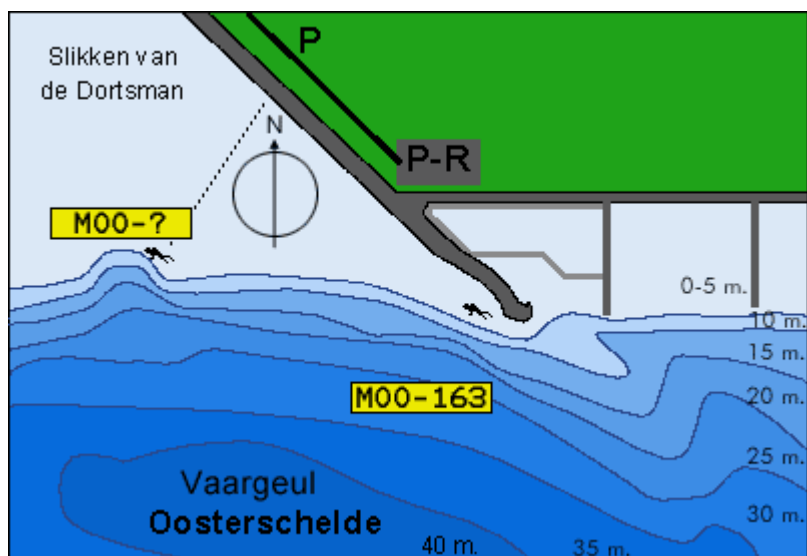 P
Slikken van
de Dortsman
N
P-R
MOO-?
0-5 m.
10 m.
15 m.
MOO-163
20 m.
25 m.
Vaargeul
Oosterschelde
30 m.
40 m.
35 m.